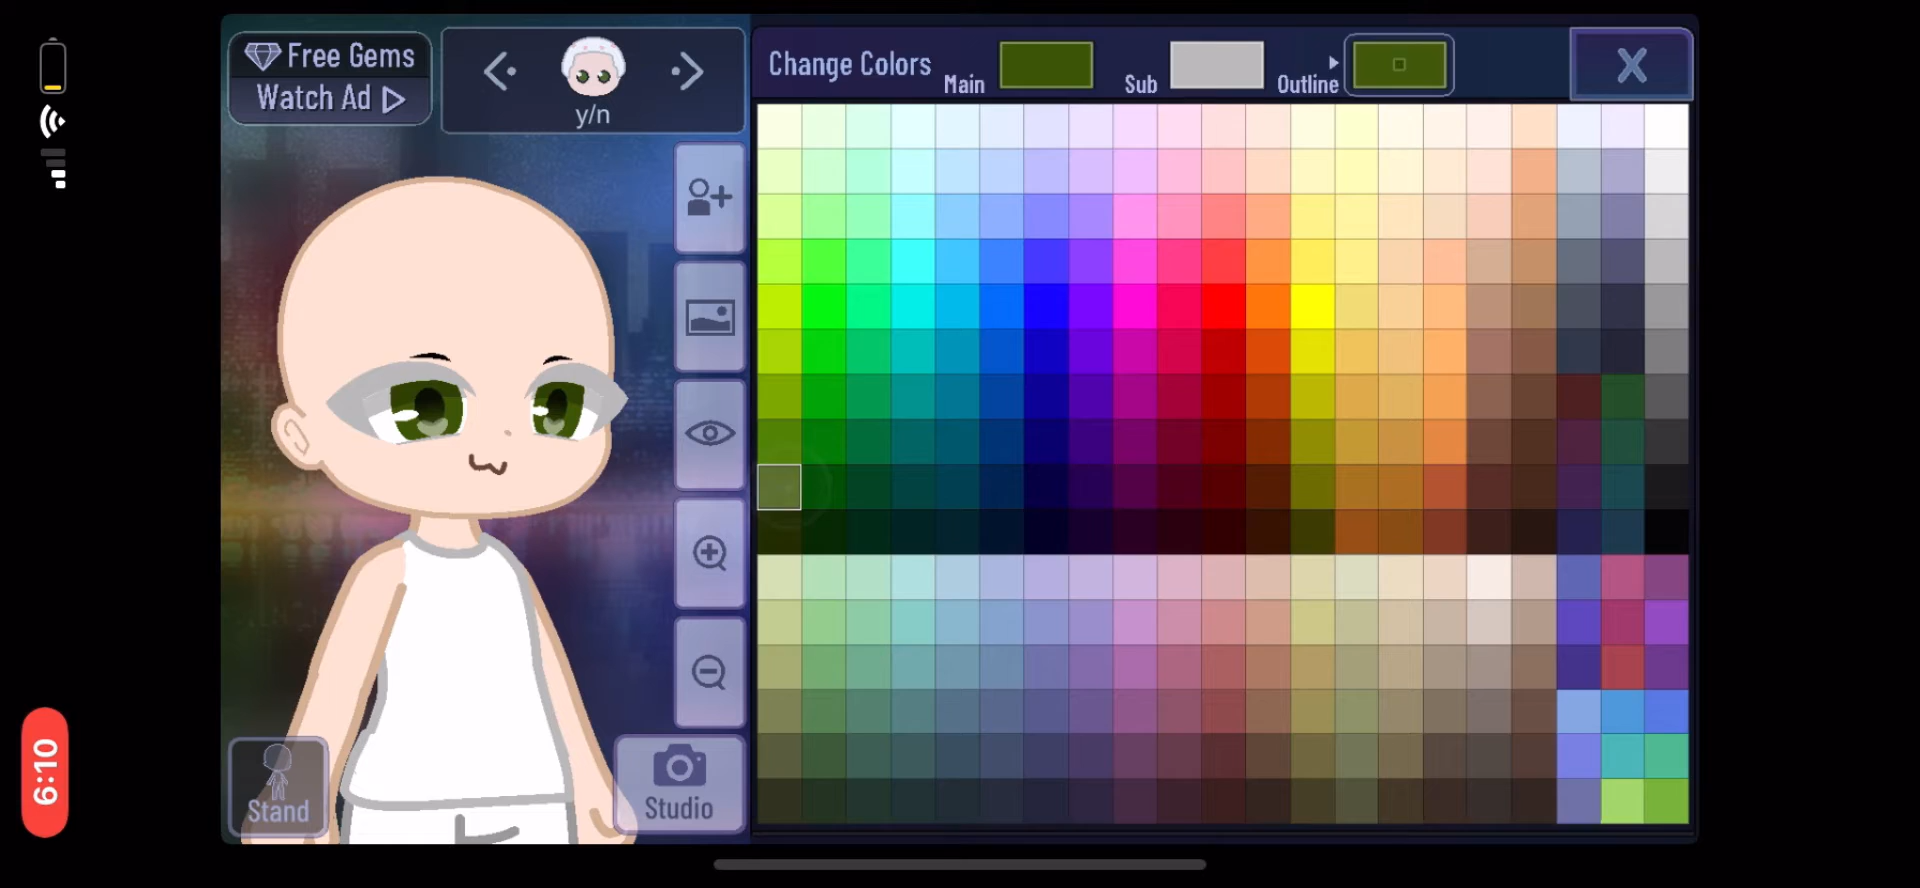 Free Gems
Watch Ad
y/n
Change Colors
Main
Sub
Outline
X
Stand
Studio
6:10